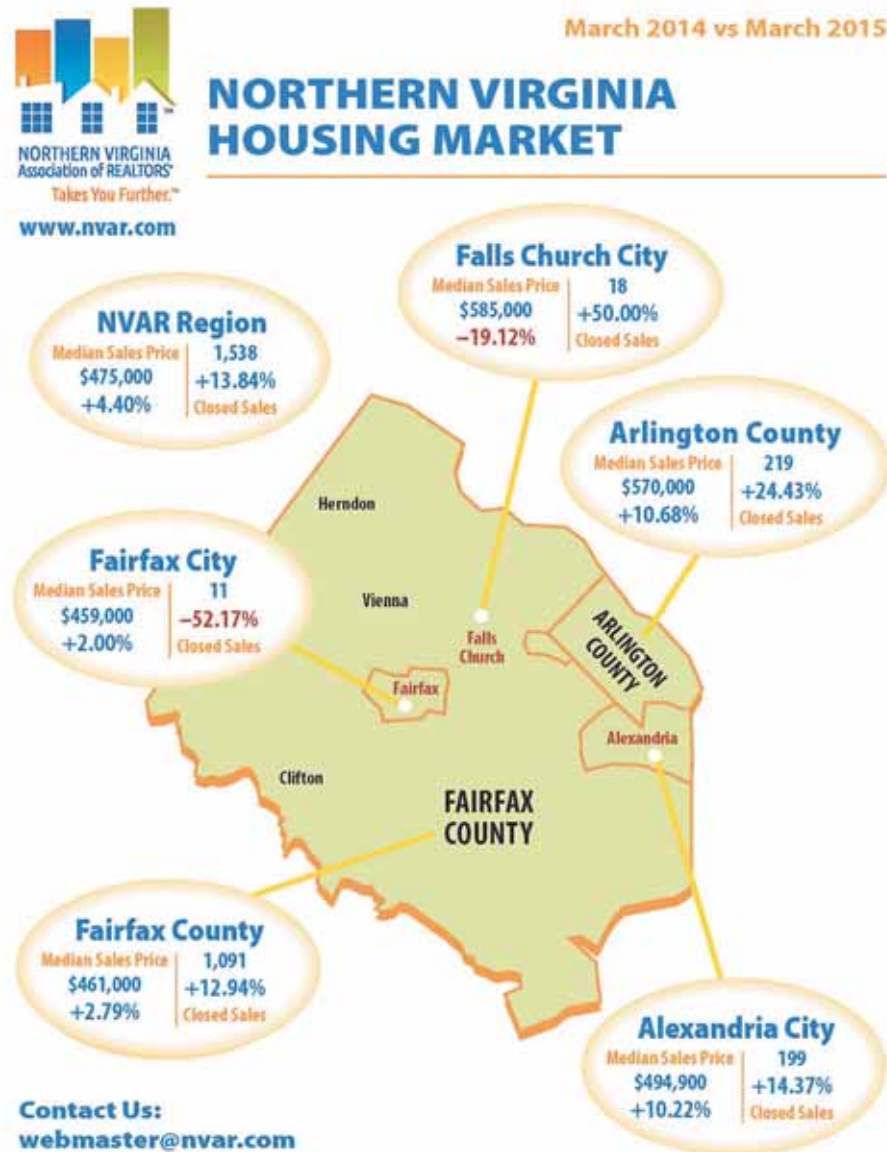 March 2014 vs March 2015
NORTHERN VIRGINIA
HOUSING MARKET
NORTHERN VIRGINIA
Association of REALTORS®
Takes You Further.™
www.nvar.com
Falls Church City
Median Sales Price
$585,000
−19.12%
18
+50.00%
Closed Sales
NVAR Region
Median Sales Price
$475,000
+4.40%
1,538
+13.84%
Closed Sales
Arlington County
Median Sales Price
$570,000
+10.68%
219
+24.43%
Closed Sales
Herndon
Fairfax City
Median Sales Price
$459,000
+2.00%
11
−52.17%
Closed Sales
Vienna
Falls
Church
ARLINGTON
COUNTY
Fairfax
Alexandria
Clifton
FAIRFAX
COUNTY
Fairfax County
Median Sales Price
$461,000
+2.79%
1,091
+12.94%
Closed Sales
Alexandria City
Median Sales Price
$494,900
+10.22%
199
+14.37%
Closed Sales
Contact Us:
webmaster@nvar.com